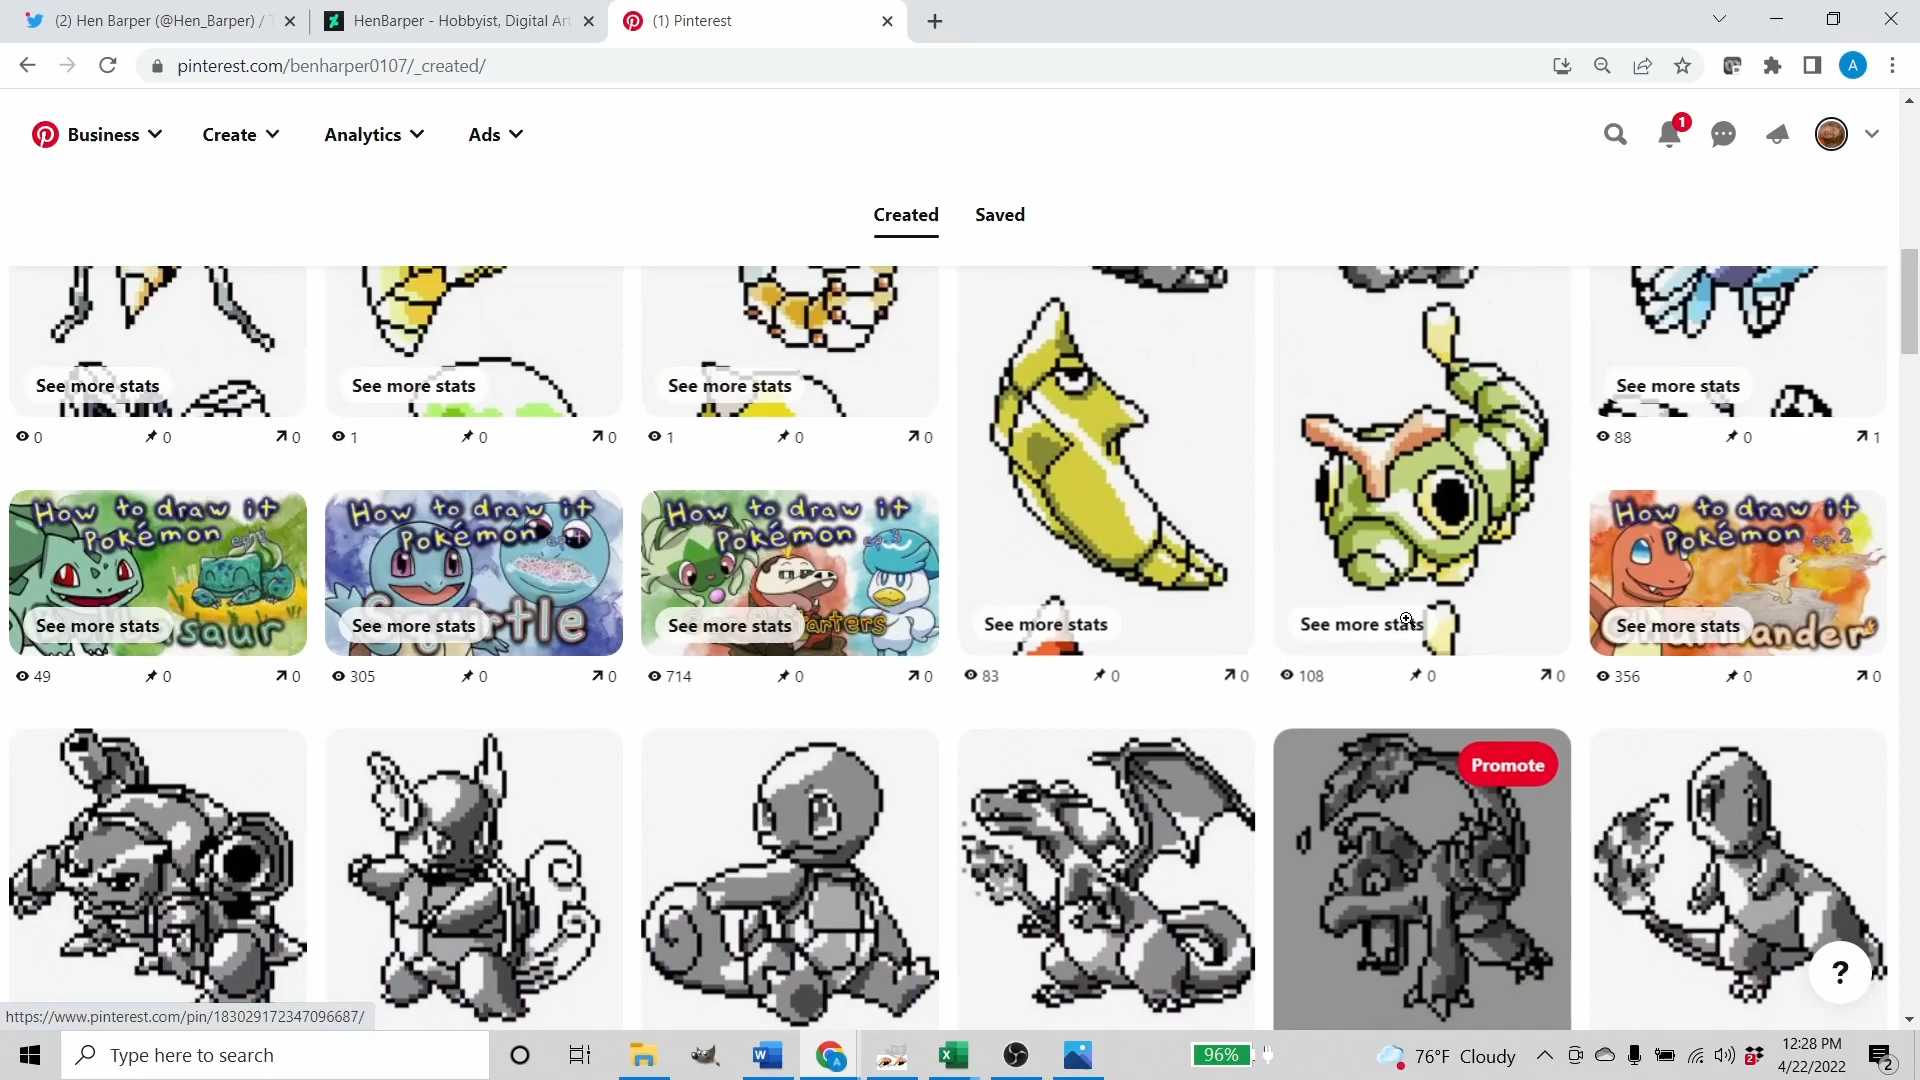 (2) Hen Barper (@Hen_Barper) /
HenBarper - Hobbyist, Digital Art
(1) Pinterest
pinterest.com/benharper0107/_created/
A
Business
Create
Analytics
Ads
1
Created
Saved
See more stats
See more stats
See more stats
See more stats
0 0 0
1 0 0
1 0 0
88 0 1
How to draw it
Pokémon
saur
See more stats
How to draw it
Pokémon
See more stats
How to draw it
Pokémon ep. 3
See more stats
See more stats
See more stats
How to draw it
Pokémon ep. 2
See more stats
49 0 0
305 0 0
714 0 0
83 0 0
108 0 0
356 0 0
Promote
?
https://www.pinterest.com/pin/183029172347096687/
Type here to search
96%
76°F Cloudy
12:28 PM
4/22/2022
2